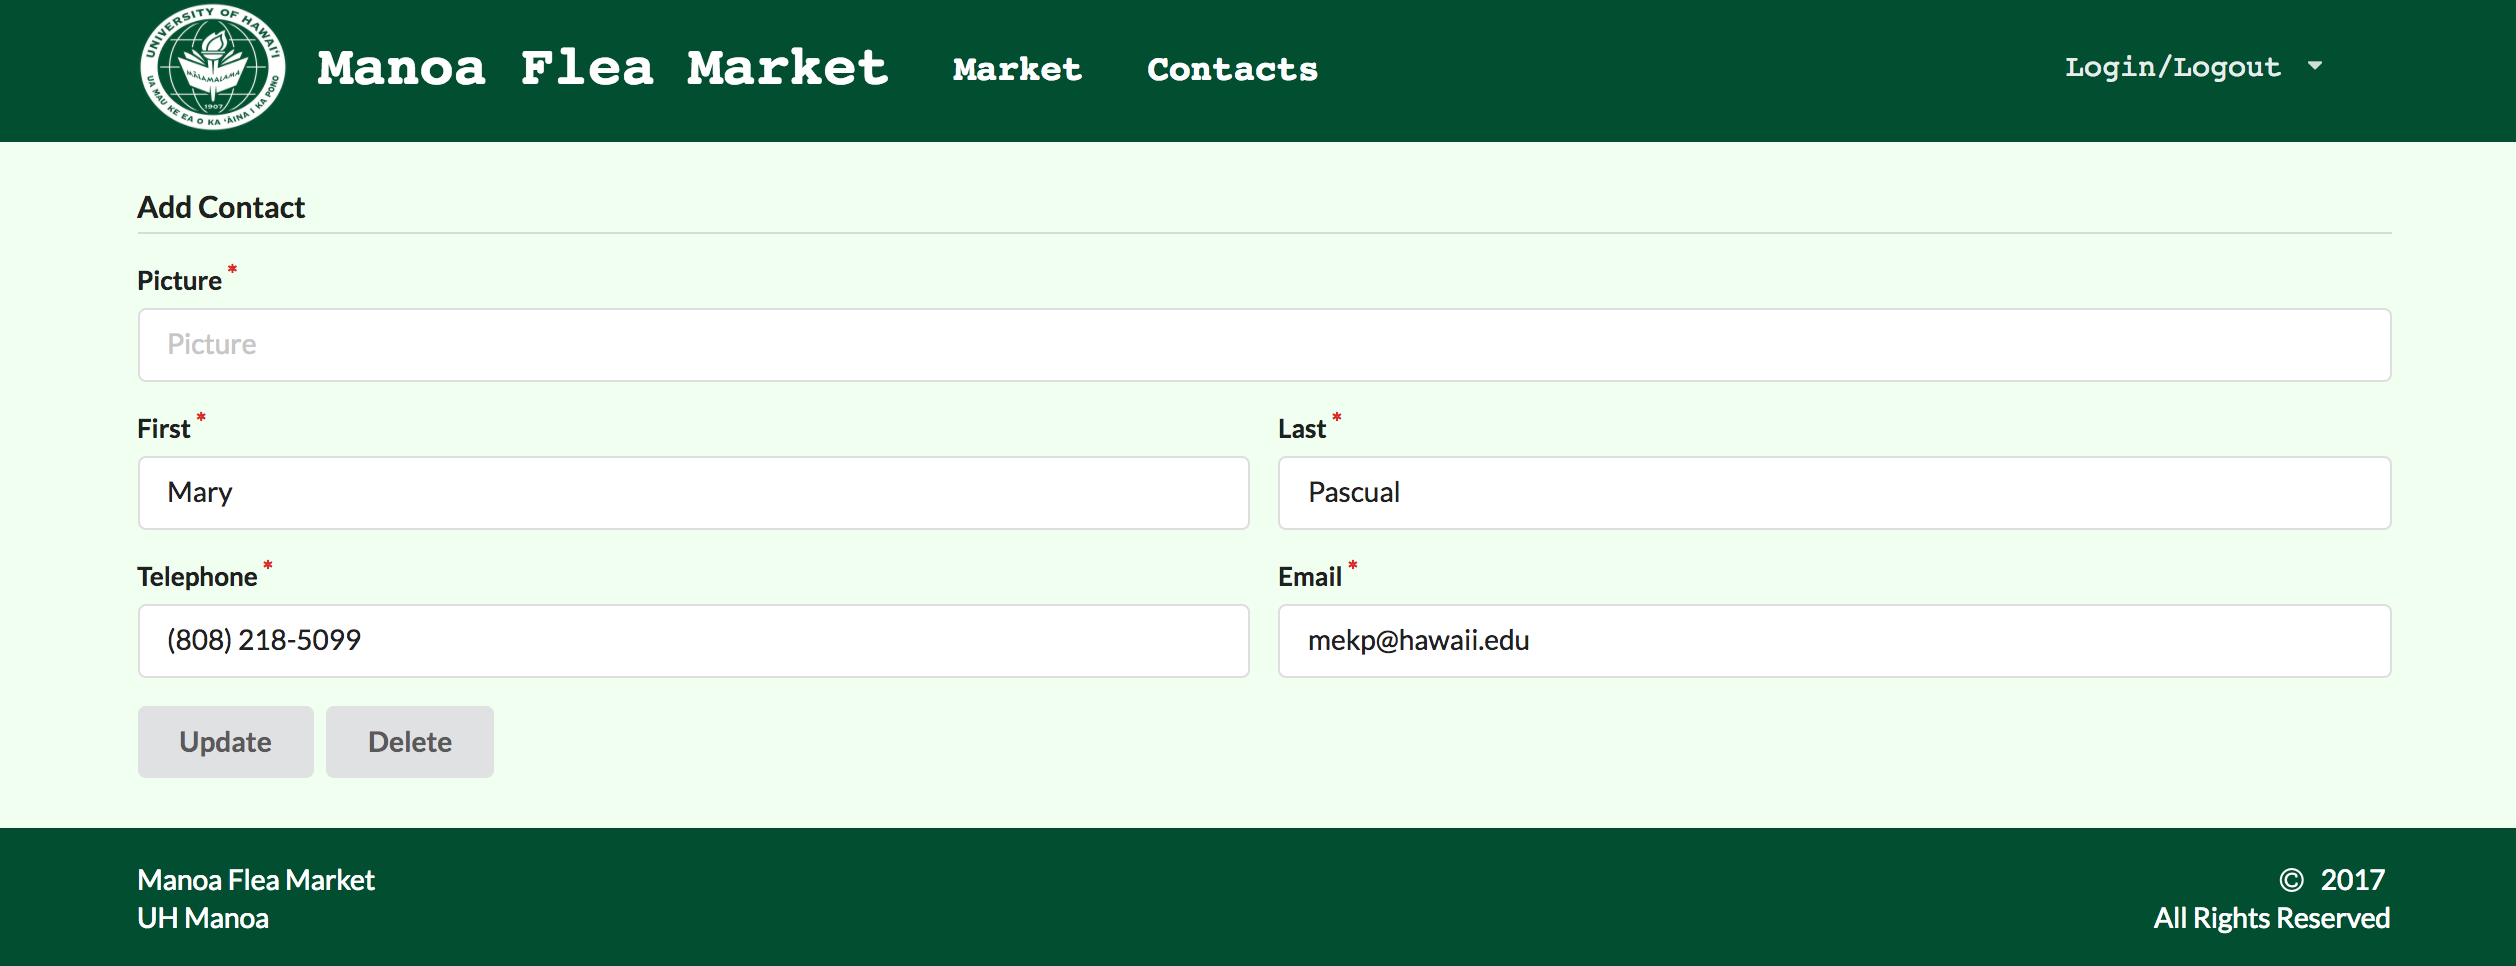 UNIVERSITY OF HAWAI'I
MALAMALAMA
1907
UA MAU KE EA O KA 'ĀINA I KA PONO
Manoa Flea Market Market Contacts Login/Logout
Add Contact
Picture *
Picture
First * Last *
Mary Pascual
Telephone * Email *
(808) 218-5099 mekp@hawaii.edu
Update Delete
Manoa Flea Market © 2017
UH Manoa All Rights Reserved